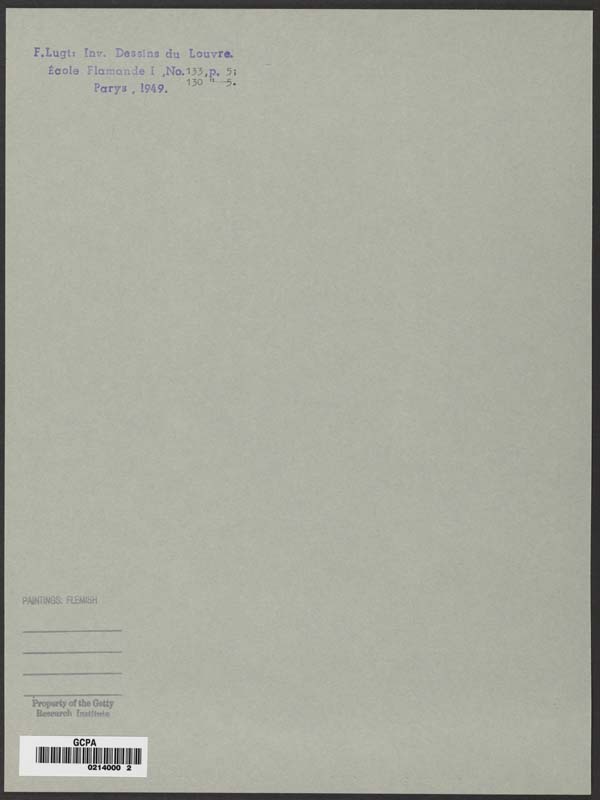 F.Lugt: Inv. Dessins du Louvre.
École Flamande I ,No.133,p. 5;
130 " 5.
Parys , 1949.
PAINTINGS: FLEMISH
Property of the Getty
Research Institute
GCPA
0214000 2